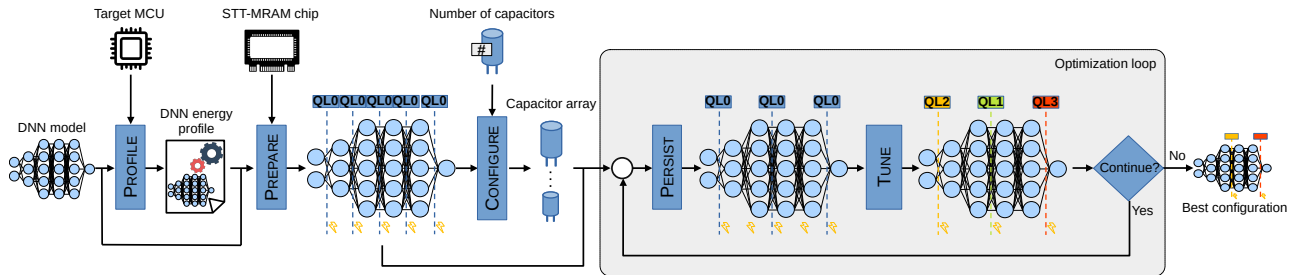 Target MCU
STT-MRAM chip
Number of capacitors
#
Optimization loop
QL0 QL0 QL0 QL0 QL0
Capacitor array
QL0 QL0 QL0
QL2 QL1 QL3
DNN model
DNN energy
profile
PROFILE
PREPARE
CONFIGURE
PERSIST
TUNE
Continue?
No
Yes
Best configuration